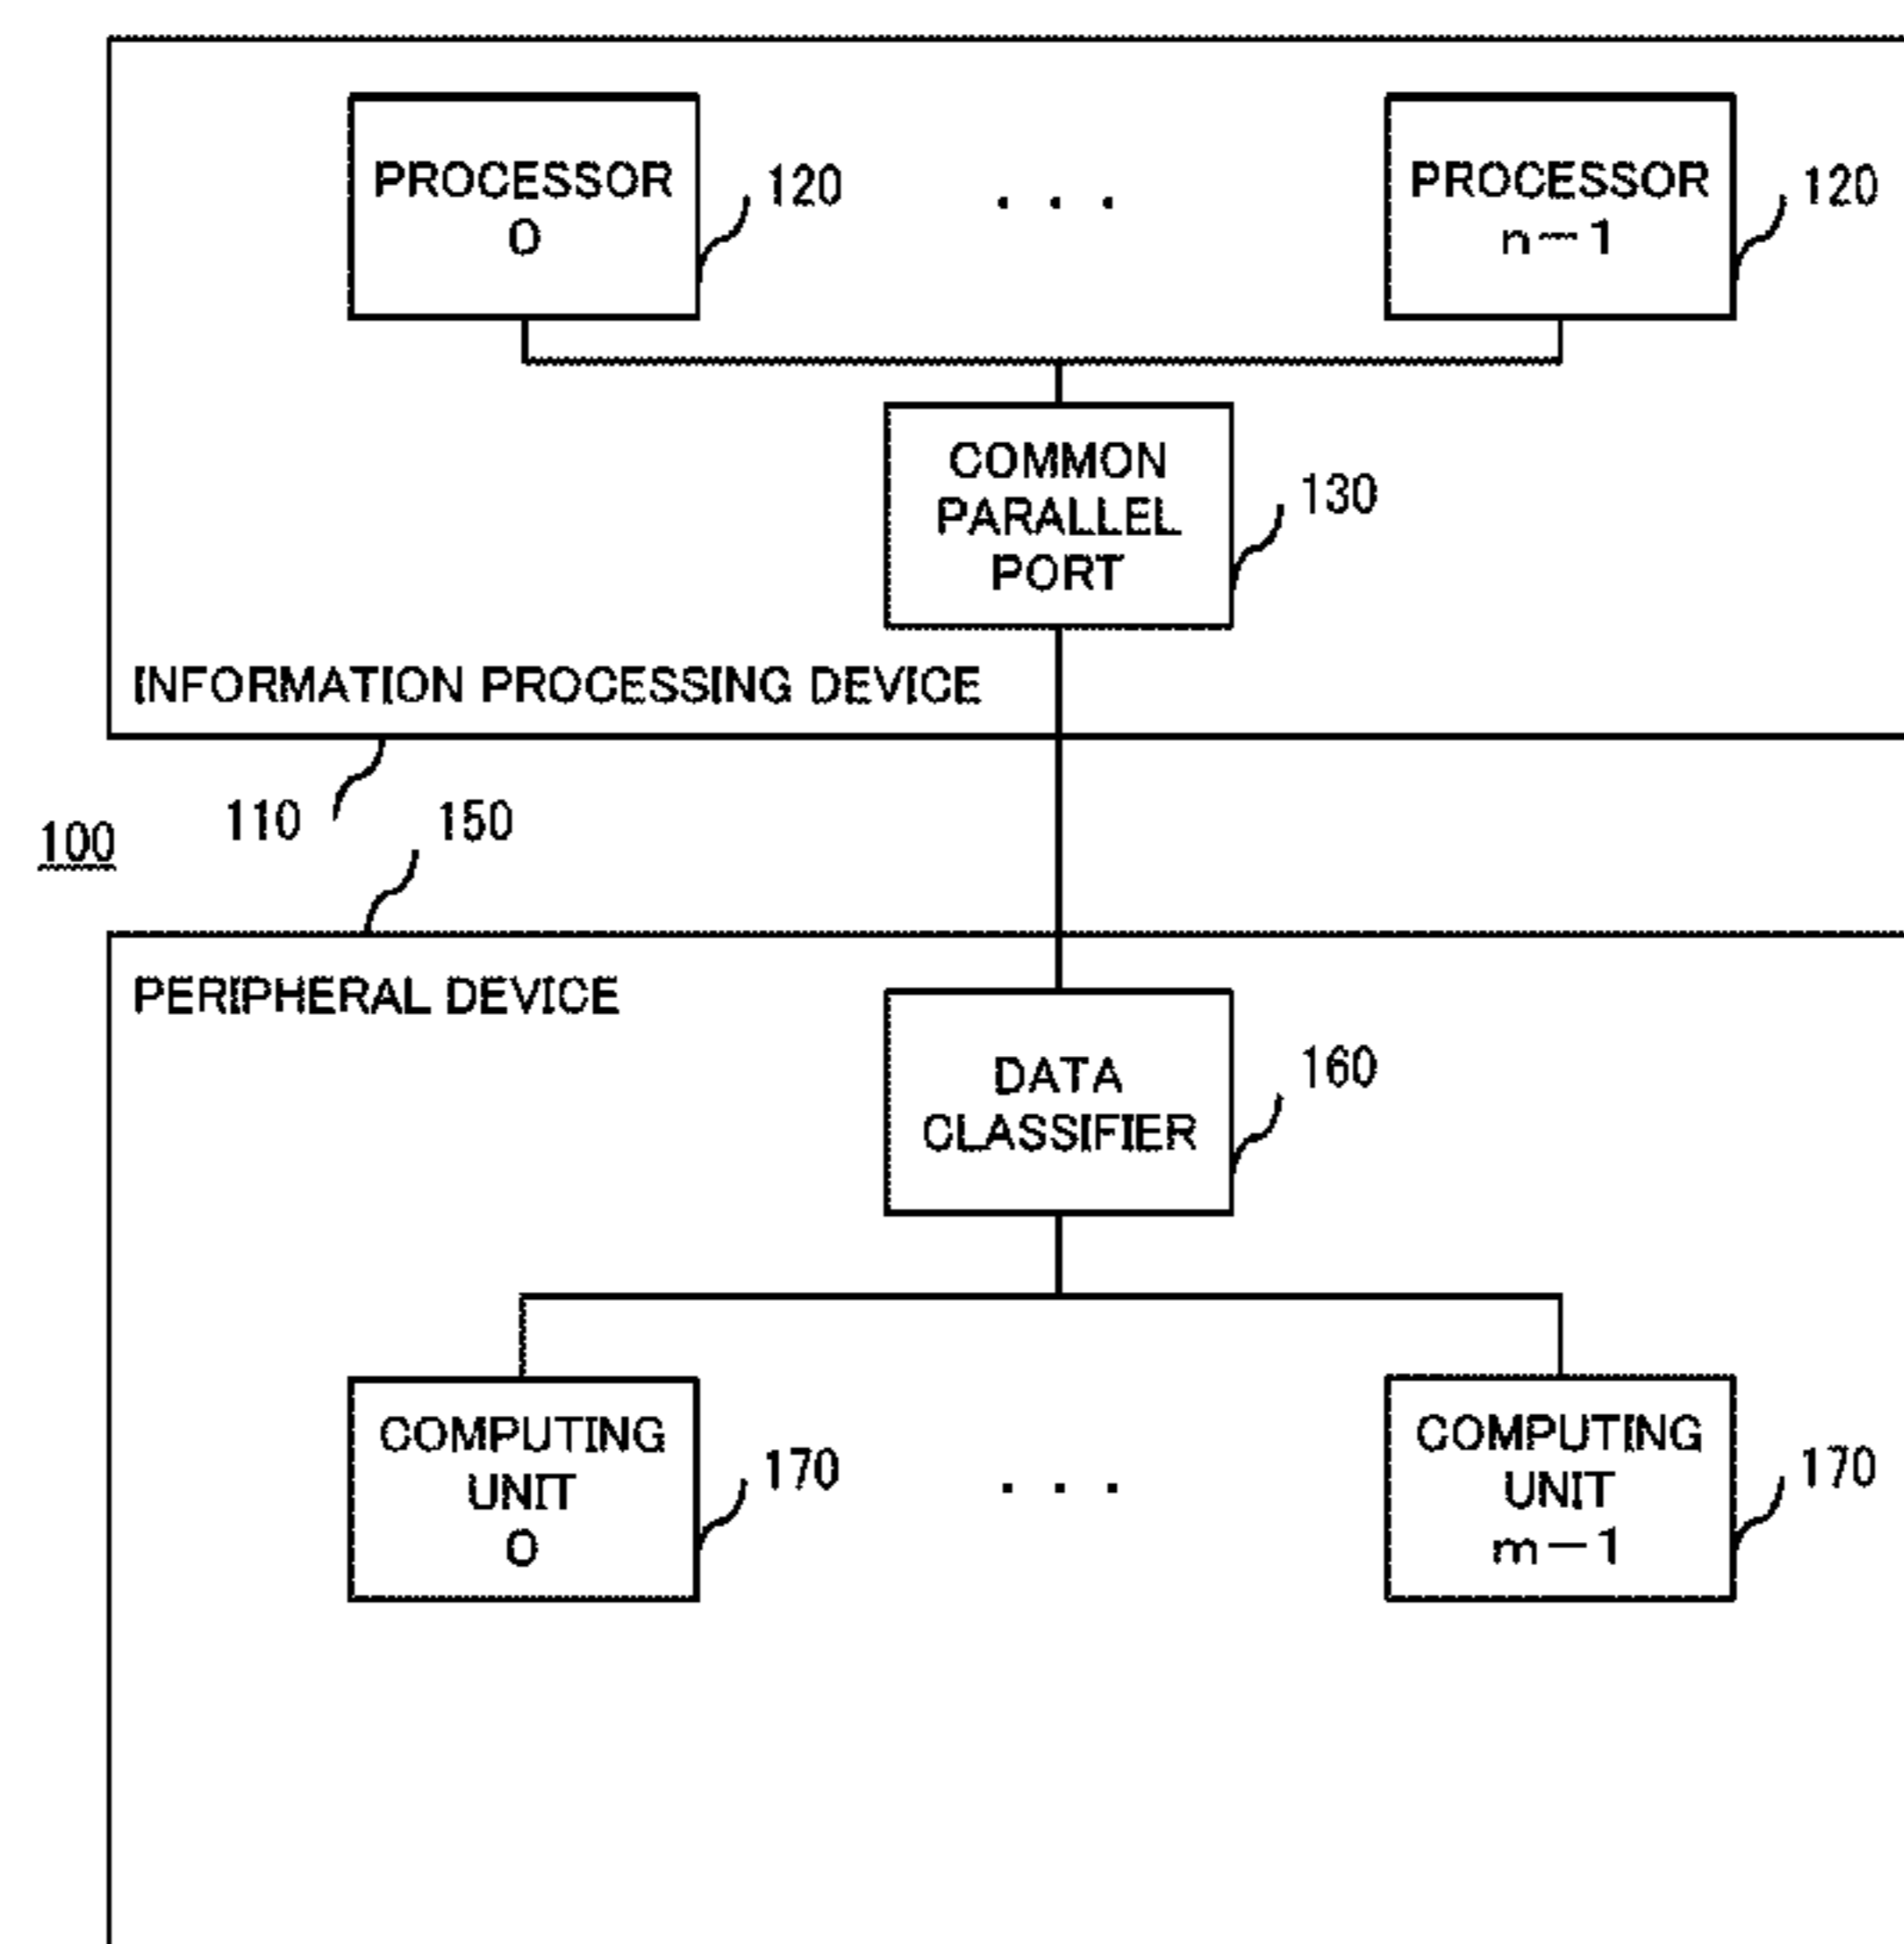 PROCESSOR
0
120
. . .
PROCESSOR
n-1
120
COMMON
PARALLEL
PORT
130
INFORMATION PROCESSING DEVICE
110
150
100
PERIPHERAL DEVICE
DATA
CLASSIFIER
160
COMPUTING
UNIT
0
170
. . .
COMPUTING
UNIT
m-1
170